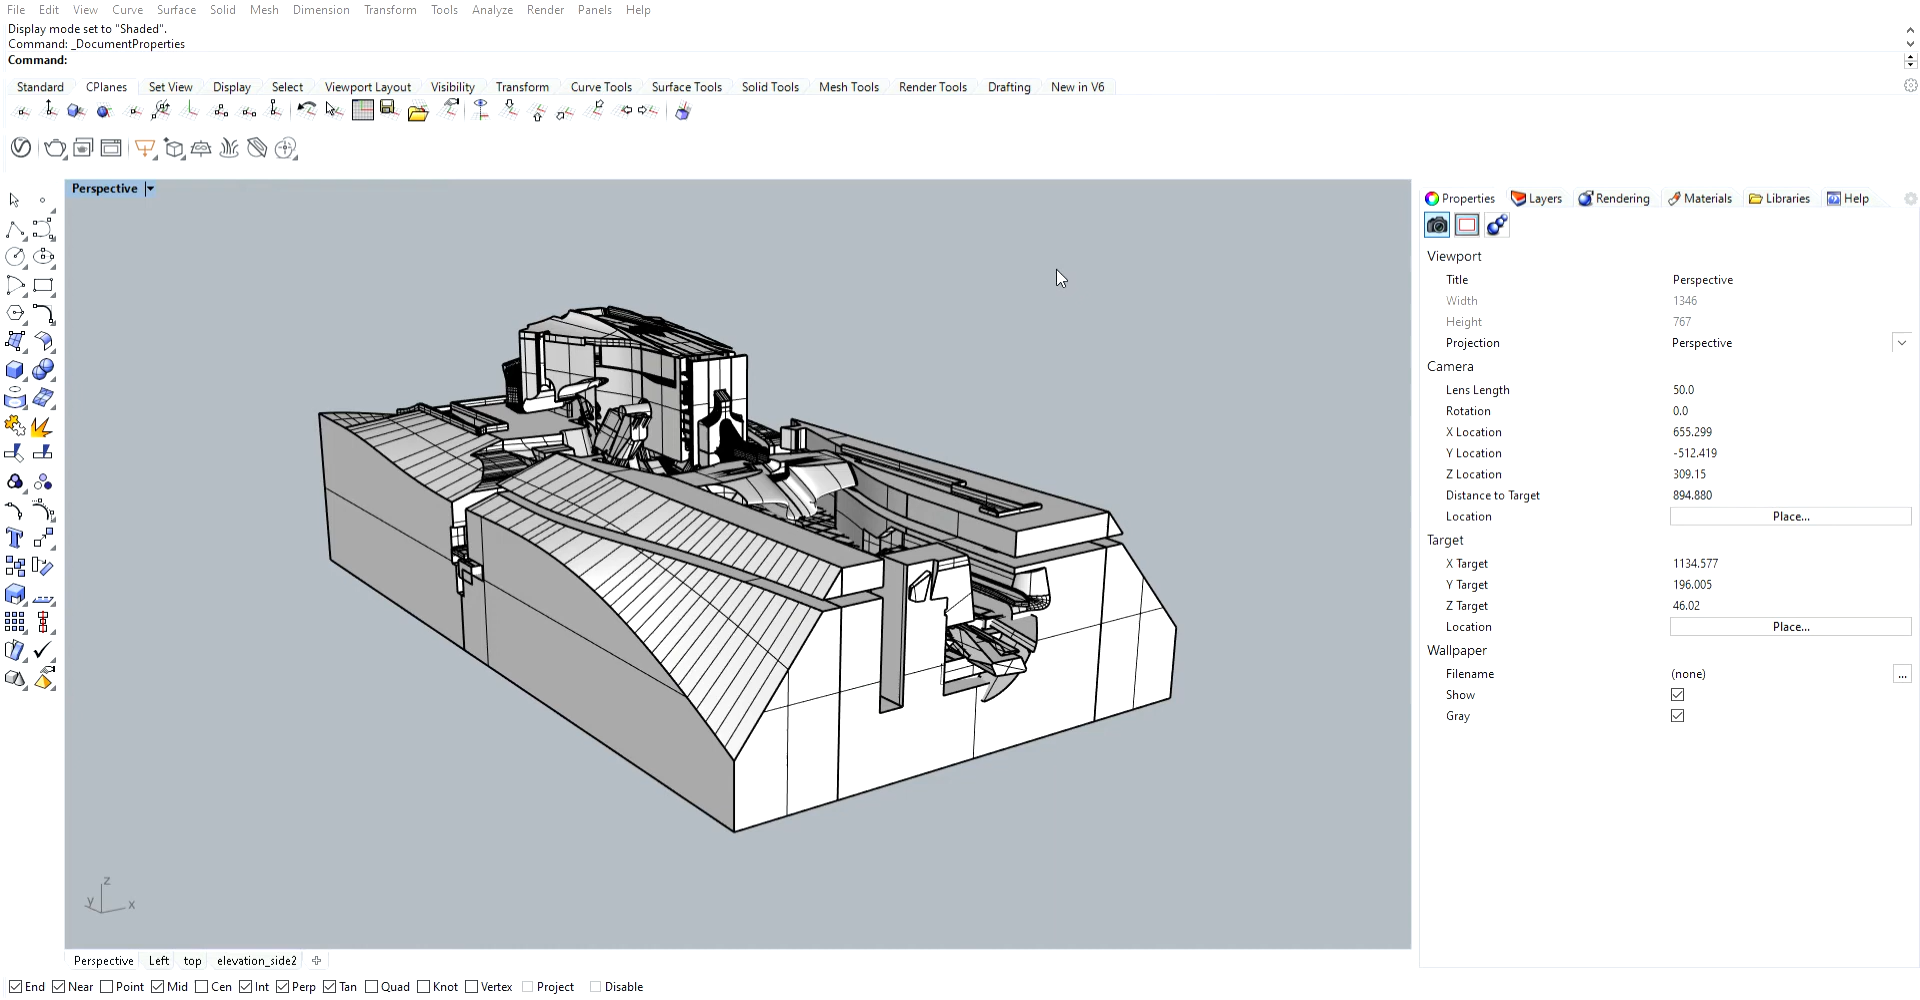 File Edit View Curve Surface Solid Mesh Dimension Transform Tools Analyze Render Panels Help
Display mode set to "Shaded".
Command: _DocumentProperties
Command:
Standard CPlanes Set View Display Select Viewport Layout Visibility Transform Curve Tools Surface Tools Solid Tools Mesh Tools Render Tools Drafting New in V6
Perspective
Properties Layers Rendering Materials Libraries Help
Viewport
Title Perspective
Width 1346
Height 767
Projection Perspective
Camera
Lens Length 50.0
Rotation 0.0
X Location 655.299
Y Location -512.419
Z Location 309.15
Distance to Target 894.880
Location Place...
Target
X Target 1134.577
Y Target 196.005
Z Target 46.02
Location Place...
Wallpaper
Filename (none) ...
Show
Gray
z
y x
Perspective Left top elevation_side2
End Near Point Mid Cen Int Perp Tan Quad Knot Vertex Project Disable